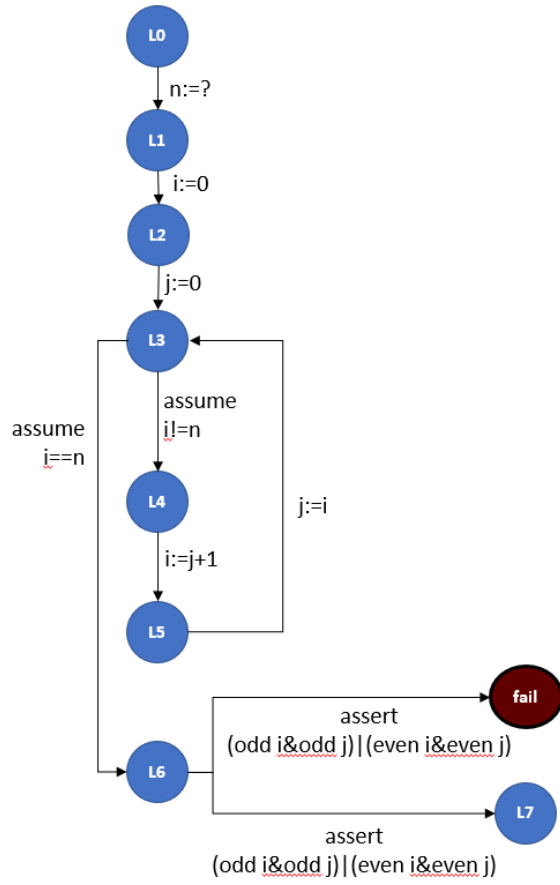 L0
n:=?
L1
i:=0
L2
j:=0
L3
assume
i!=n
assume
i==n
L4
j:=i
i:=j+1
L5
fail
assert
(odd i&odd j)|(even i&even j)
L6
L7
assert
(odd i&odd j)|(even i&even j)